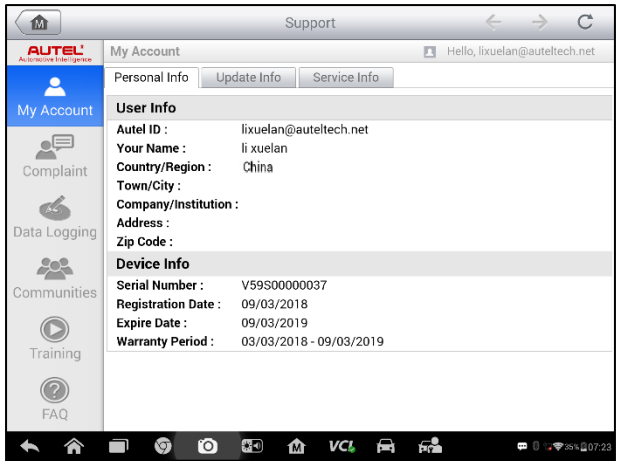 M
Support
AUTEL
Automotive Intelligence
My Account
Hello, lixuelan@auteltech.net
Personal Info
Update Info
Service Info
My Account
Complaint
Data Logging
Communities
Training
FAQ
User Info
Autel ID : lixuelan@auteltech.net
Your Name : li xuelan
Country/Region : China
Town/City :
Company/Institution :
Address :
Zip Code :
Device Info
Serial Number : V59S00000037
Registration Date : 09/03/2018
Expire Date : 09/03/2019
Warranty Period : 03/03/2018 - 09/03/2019
M
VCI
35% 07:23